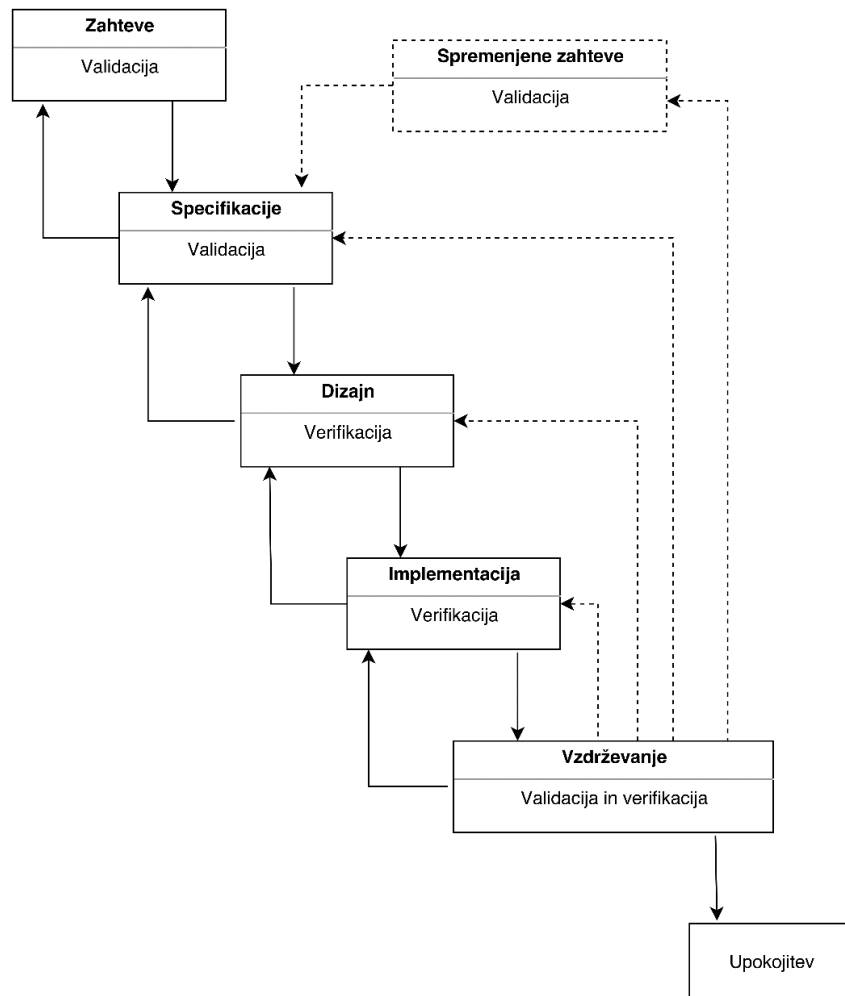 Zahteve
Validacija
Spremenjene zahteve
Validacija
Specifikacije
Validacija
Dizajn
Verifikacija
Implementacija
Verifikacija
Vzdrževanje
Validacija in verifikacija
Upokojitev